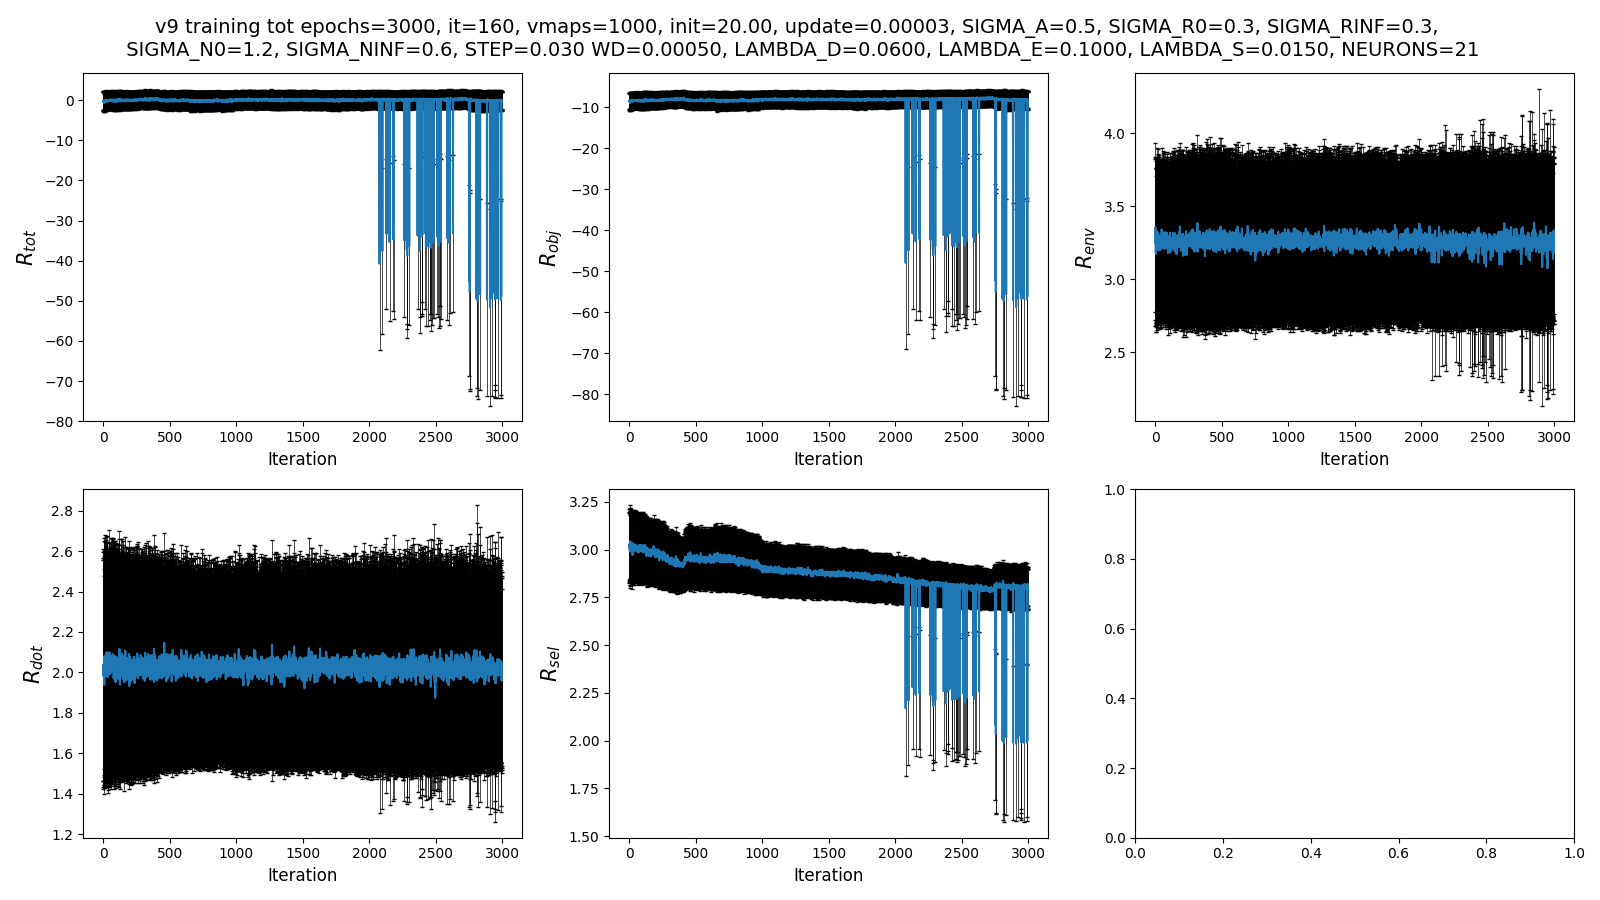 v9 training tot epochs=3000, it=160, vmaps=1000, init=20.00, update=0.00003, SIGMA_A=0.5, SIGMA_R0=0.3, SIGMA_RINF=0.3,
SIGMA_N0=1.2, SIGMA_NINF=0.6, STEP=0.030 WD=0.00050, LAMBDA_D=0.0600, LAMBDA_E=0.1000, LAMBDA_S=0.0150, NEURONS=21
R_tot
0
−10
−20
−30
−40
−50
−60
−70
−80
0 500 1000 1500 2000 2500 3000
Iteration
R_obj
−10
−20
−30
−40
−50
−60
−70
−80
0 500 1000 1500 2000 2500 3000
Iteration
R_env
4.0
3.5
3.0
2.5
0 500 1000 1500 2000 2500 3000
Iteration
R_dot
2.8
2.6
2.4
2.2
2.0
1.8
1.6
1.4
1.2
0 500 1000 1500 2000 2500 3000
Iteration
R_sel
3.25
3.00
2.75
2.50
2.25
2.00
1.75
1.50
0 500 1000 1500 2000 2500 3000
Iteration
1.0
0.8
0.6
0.4
0.2
0.0
0.0 0.2 0.4 0.6 0.8 1.0